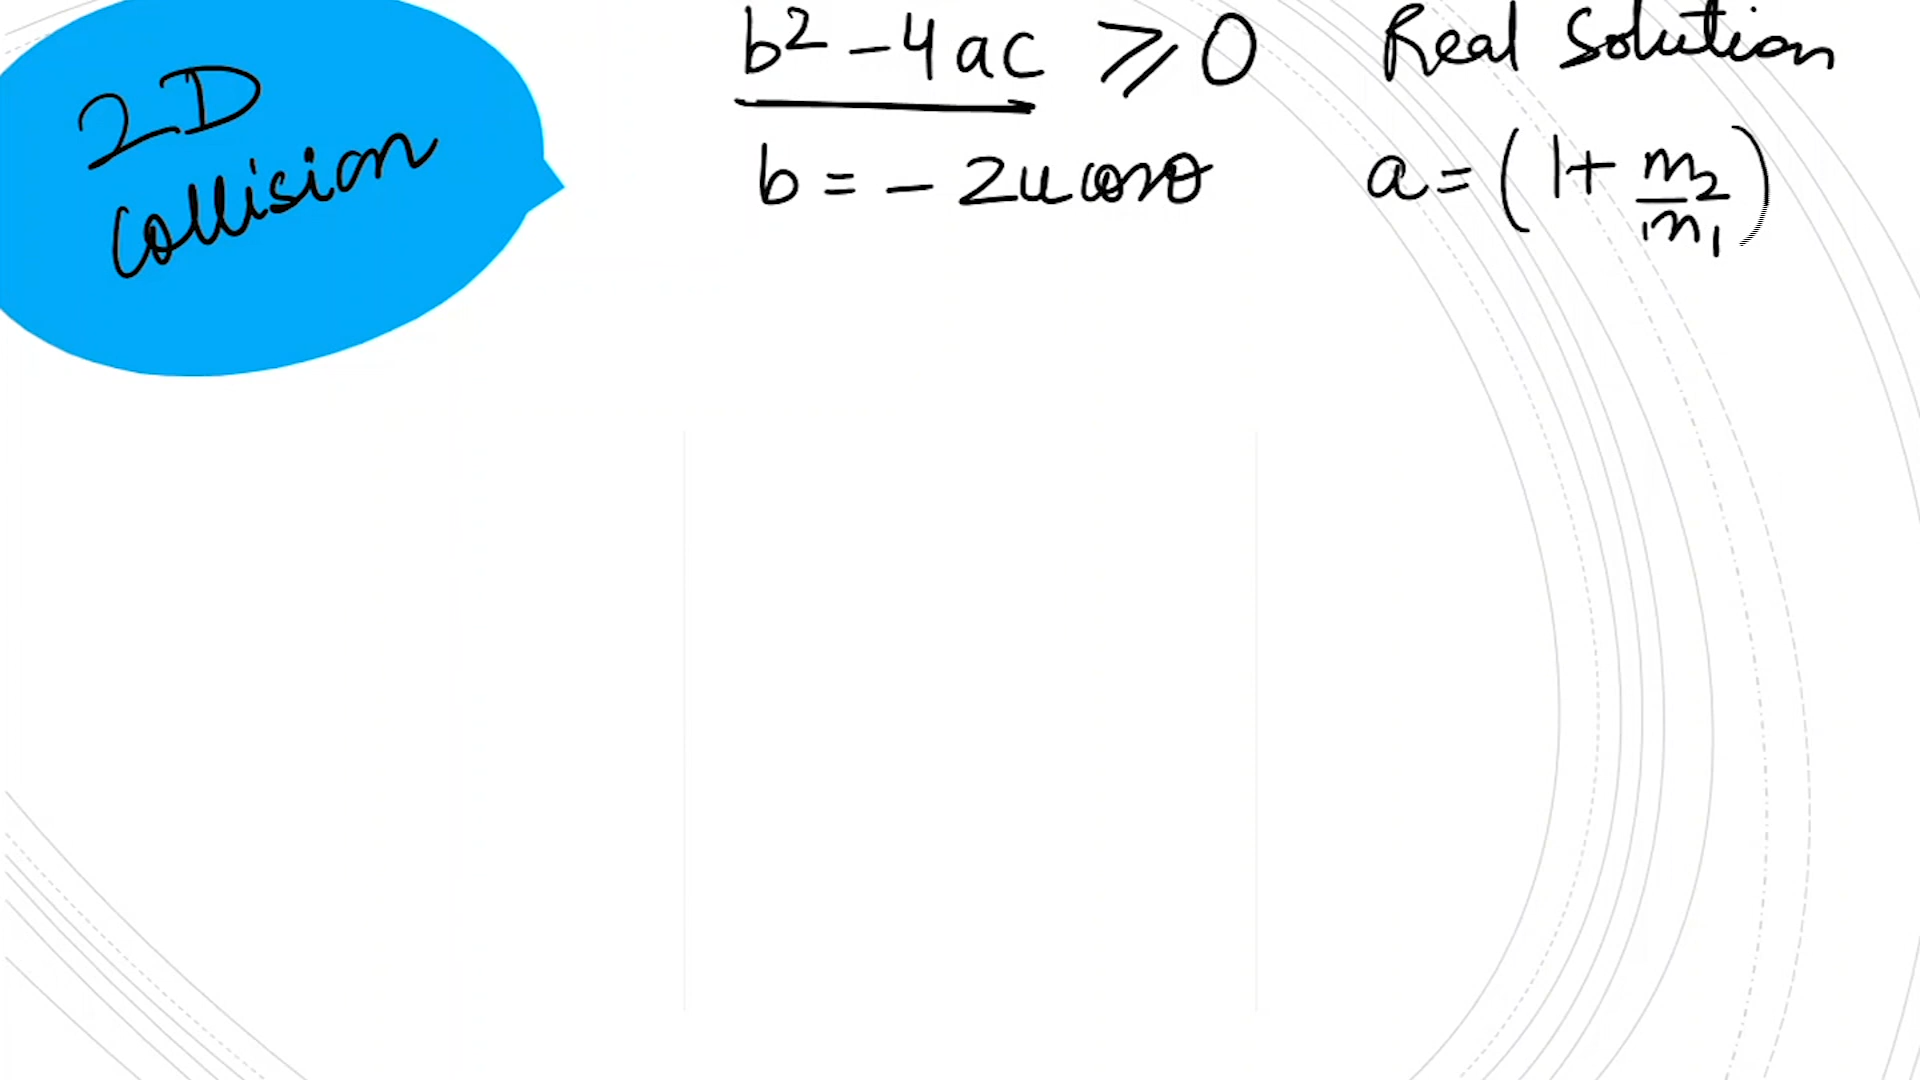 2D
Collision
b² - 4ac ⩾ 0 Real Solution
b = - 2u cosθ a = (1 + m₂/m₁)